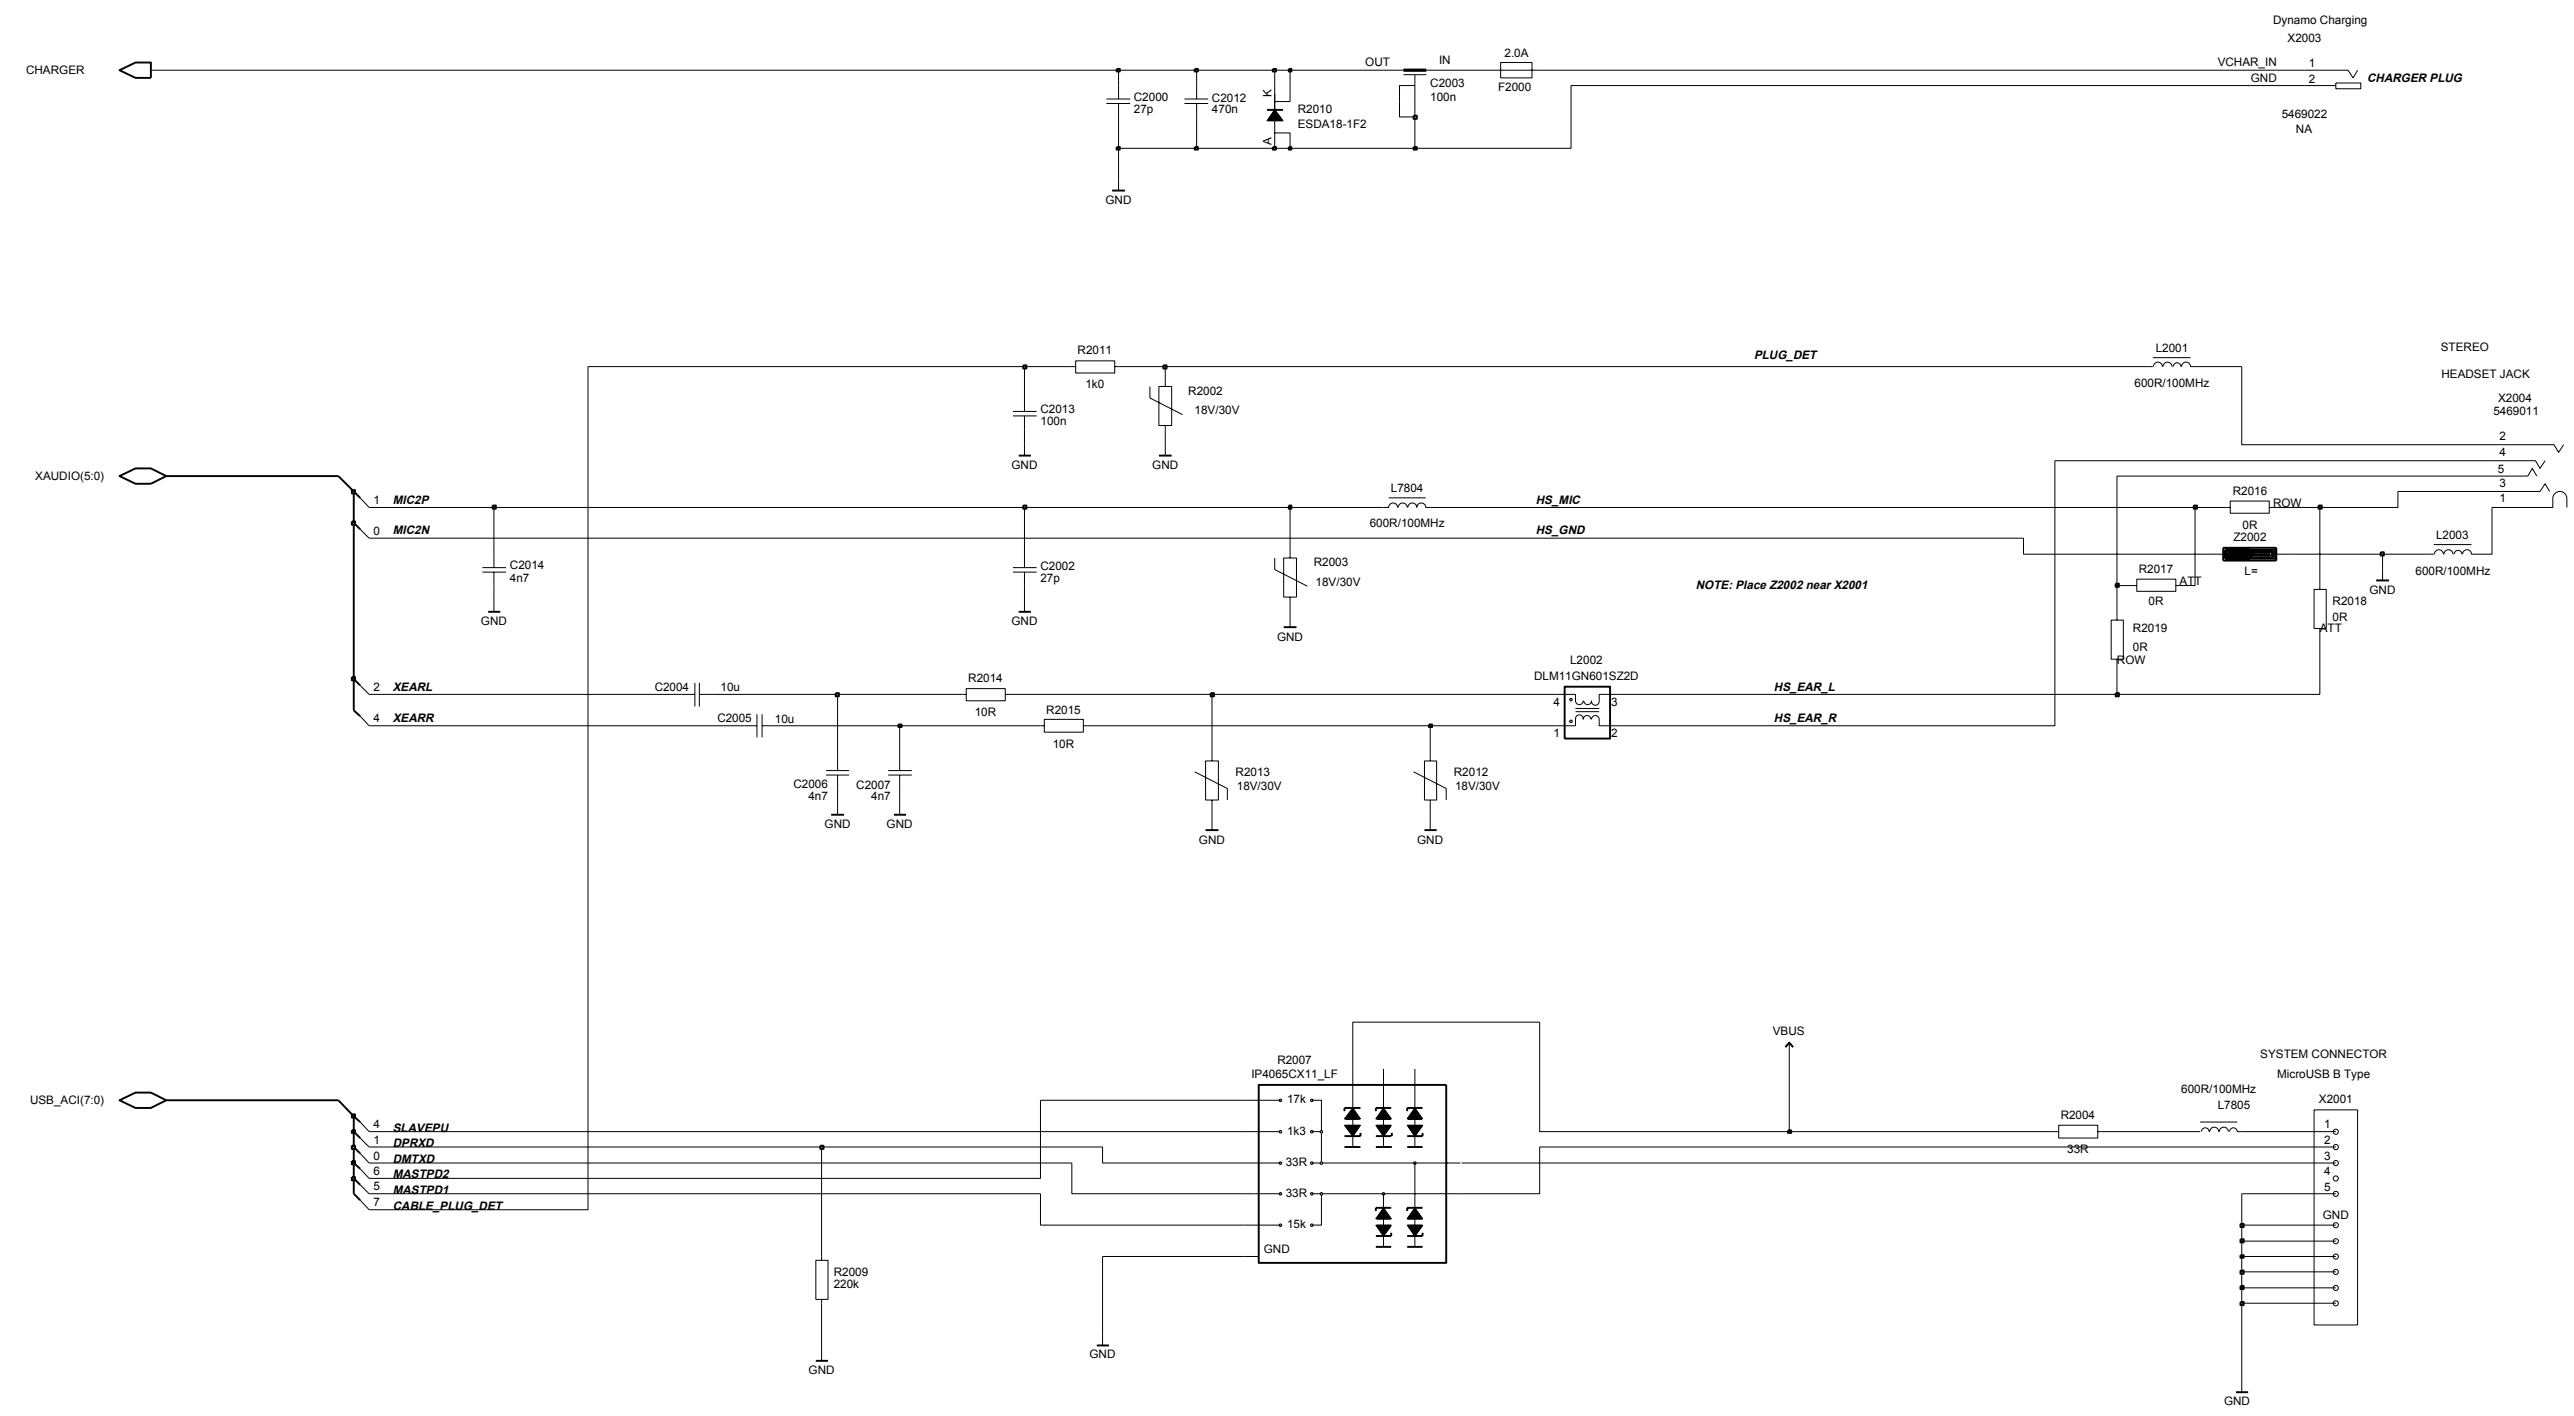 Dynamo Charging
X2003
CHARGER
OUT
IN
2.0A
F2000
C2003
100n
VCHAR_IN
1
GND
2
CHARGER PLUG
C2000
27p
C2012
470n
K
A
R2010
ESDA18-1F2
5469022
NA
GND
R2011
1k0
PLUG_DET
L2001
600R/100MHz
STEREO
HEADSET JACK
X2004
5469011
R2002
18V/30V
C2013
100n
GND
GND
2
4
5
3
1
XAUDIO(5:0)
1
MIC2P
0
MIC2N
L7804
600R/100MHz
HS_MIC
HS_GND
R2016
ROW
0R
Z2002
L=
L2003
600R/100MHz
C2014
4n7
GND
C2002
27p
GND
R2003
18V/30V
GND
NOTE: Place Z2002 near X2001
R2017
ATT
0R
GND
R2018
0R
ATT
R2019
0R
ROW
2
XEARL
4
XEARR
C2004
10u
C2005
10u
R2014
10R
R2015
10R
L2002
DLM11GN601SZ2D
4
3
1
2
HS_EAR_L
HS_EAR_R
C2006
4n7
C2007
4n7
GND
GND
R2013
18V/30V
GND
R2012
18V/30V
GND
VBUS
SYSTEM CONNECTOR
MicroUSB B Type
X2001
600R/100MHz
L7805
R2004
33R
R2007
IP4065CX11_LF
17k
1k3
33R
33R
15k
GND
USB_ACI(7:0)
4
SLAVEPU
1
DPRXD
0
DMTXD
6
MASTPD2
5
MASTPD1
7
CABLE_PLUG_DET
1
2
3
4
5
GND
R2009
220k
GND
GND
GND